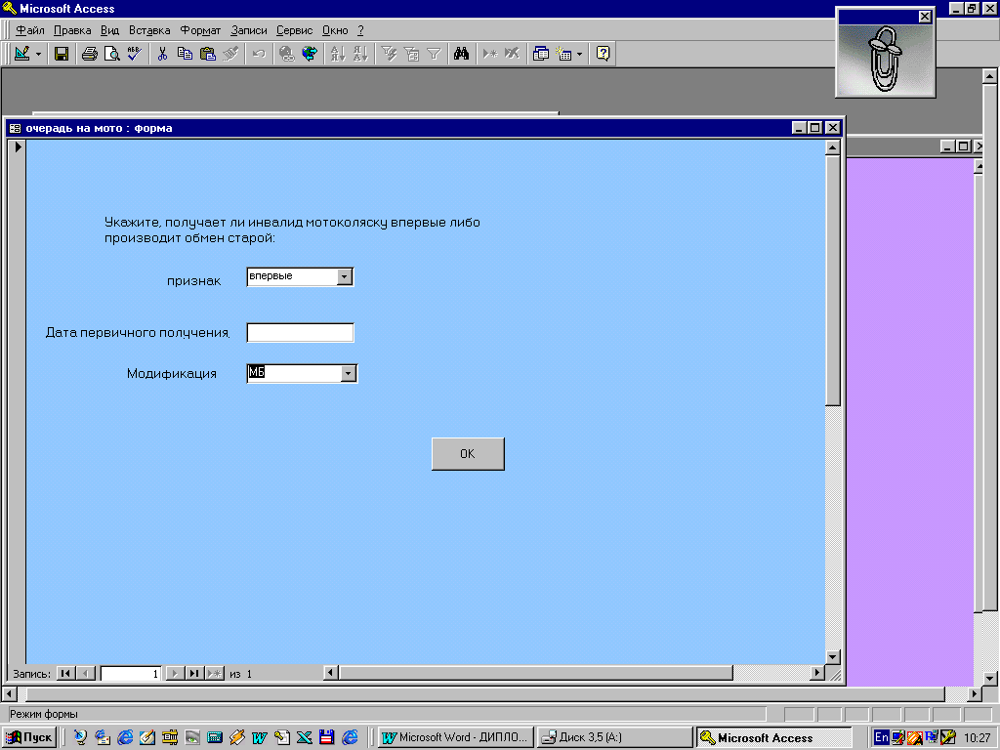 Microsoft Access
Файл Правка Вид Вставка Формат Записи Сервис Окно ?
очерадь на мото : форма
Укажите, получает ли инвалид мотоколяску впервые либо
производит обмен старой:
признак впервые
Дата первичного получения,
Модификация МБ
OK
Запись: 1 из 1
Режим формы
Пуск Microsoft Word - ДИПЛО... Диск 3,5 (A:) Microsoft Access En 10:27